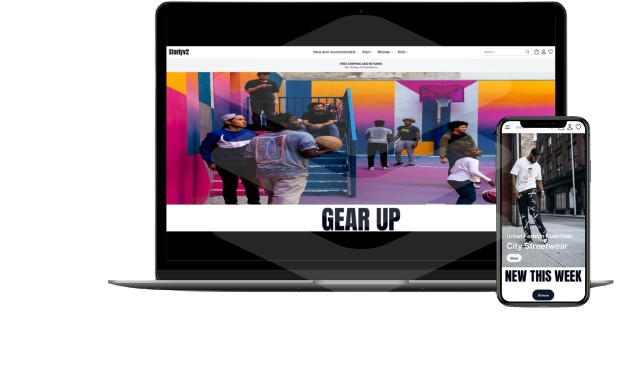 Storlyv2
New and recommended Men Women Kids
Search
FREE SHIPPING AND RETURNS
GEAR UP
Urban Fashion Essentials
City Streetwear
Shop
NEW THIS WEEK
Browse